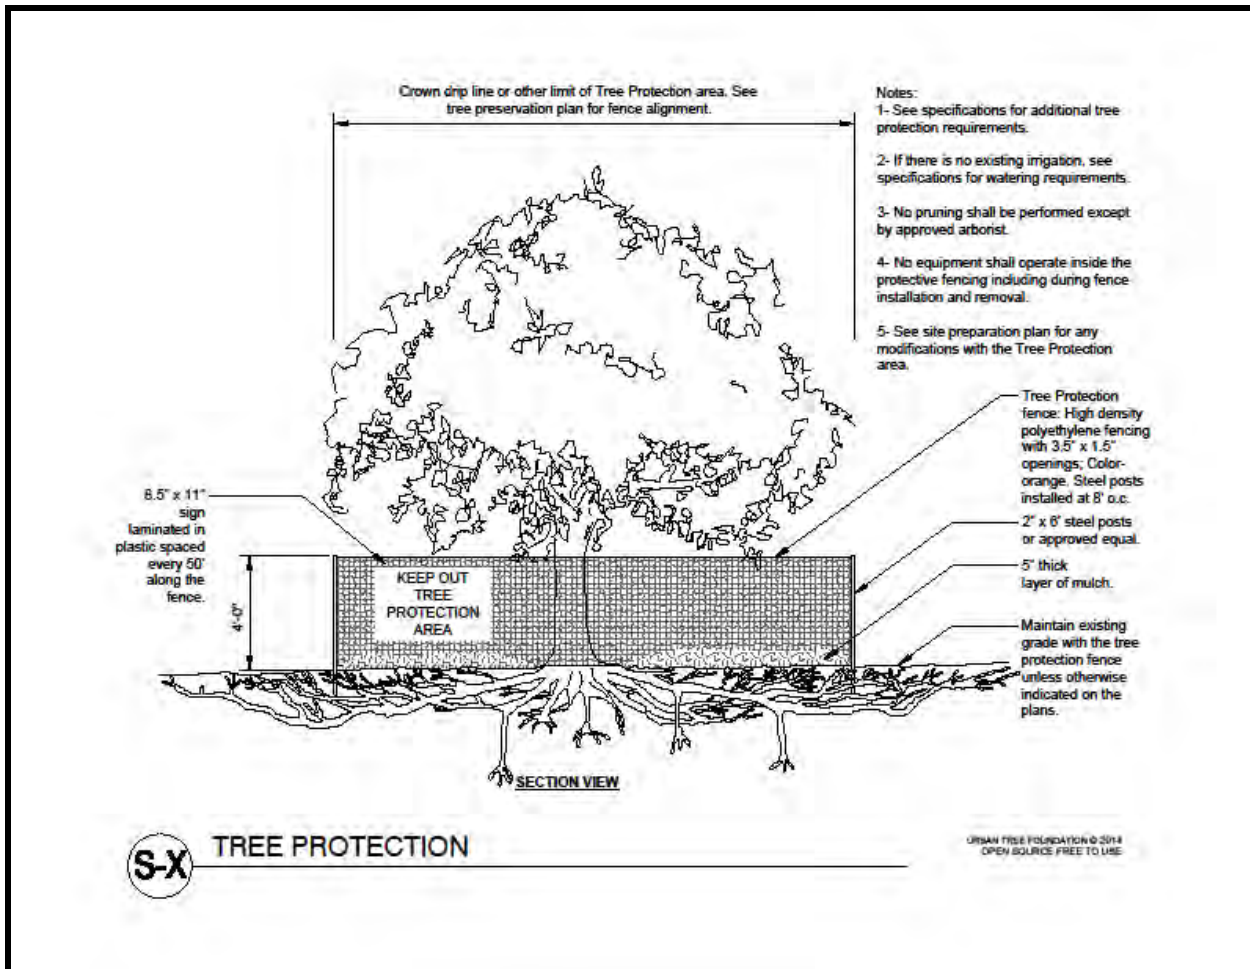 Crown drip line or other limit of Tree Protection area. See
tree preservation plan for fence alignment.
Notes:
1- See specifications for additional tree
protection requirements.
2- If there is no existing irrigation, see
specifications for watering requirements.
3- No pruning shall be performed except
by approved arborist.
4- No equipment shall operate inside the
protective fencing including during fence
installation and removal.
5- See site preparation plan for any
modifications with the Tree Protection
area.
Tree Protection
fence: High density
polyethylene fencing
with 3.5" x 1.5"
openings; Color-
orange. Steel posts
installed at 8' o.c.
2" x 6' steel posts
or approved equal.
5" thick
layer of mulch.
Maintain existing
grade with the tree
protection fence
unless otherwise
indicated on the
plans.
8.5" x 11"
sign
laminated in
plastic spaced
every 50'
along the
fence.
4'-0"
KEEP OUT
TREE
PROTECTION
AREA
SECTION VIEW
S-X
TREE PROTECTION
URBAN TREE FOUNDATION © 2014
OPEN SOURCE FREE TO USE